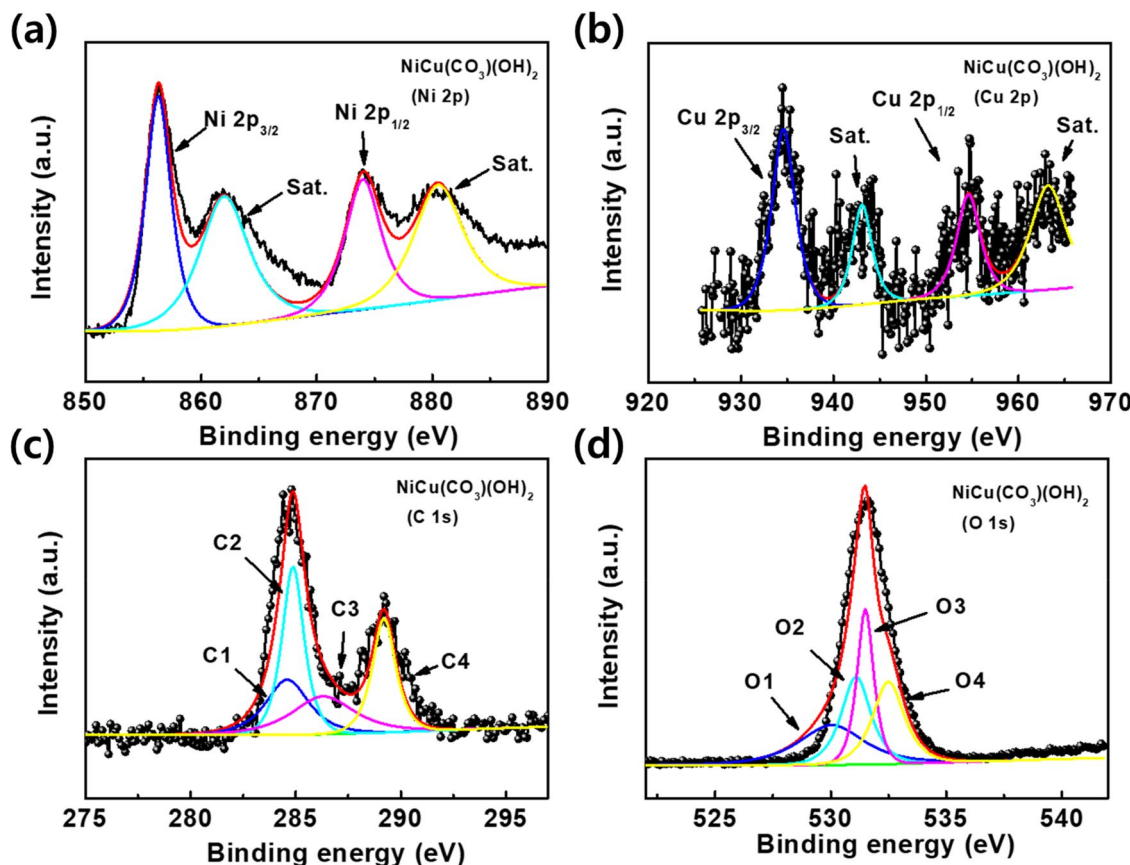 (a)
NiCu(CO₃)(OH)₂
(Ni 2p)
Ni 2p₃/₂
Ni 2p₁/₂
Sat.
Sat.
Intensity (a.u.)
850 860 870 880 890
Binding energy (eV)
(b)
NiCu(CO₃)(OH)₂
(Cu 2p)
Cu 2p₃/₂
Sat.
Cu 2p₁/₂
Sat.
Intensity (a.u.)
920 930 940 950 960 970
Binding energy (eV)
(c)
NiCu(CO₃)(OH)₂
(C 1s)
C2
C1
C3
C4
Intensity (a.u.)
275 280 285 290 295
Binding energy (eV)
(d)
NiCu(CO₃)(OH)₂
(O 1s)
O3
O2
O1
O4
Intensity (a.u.)
525 530 535 540
Binding energy (eV)